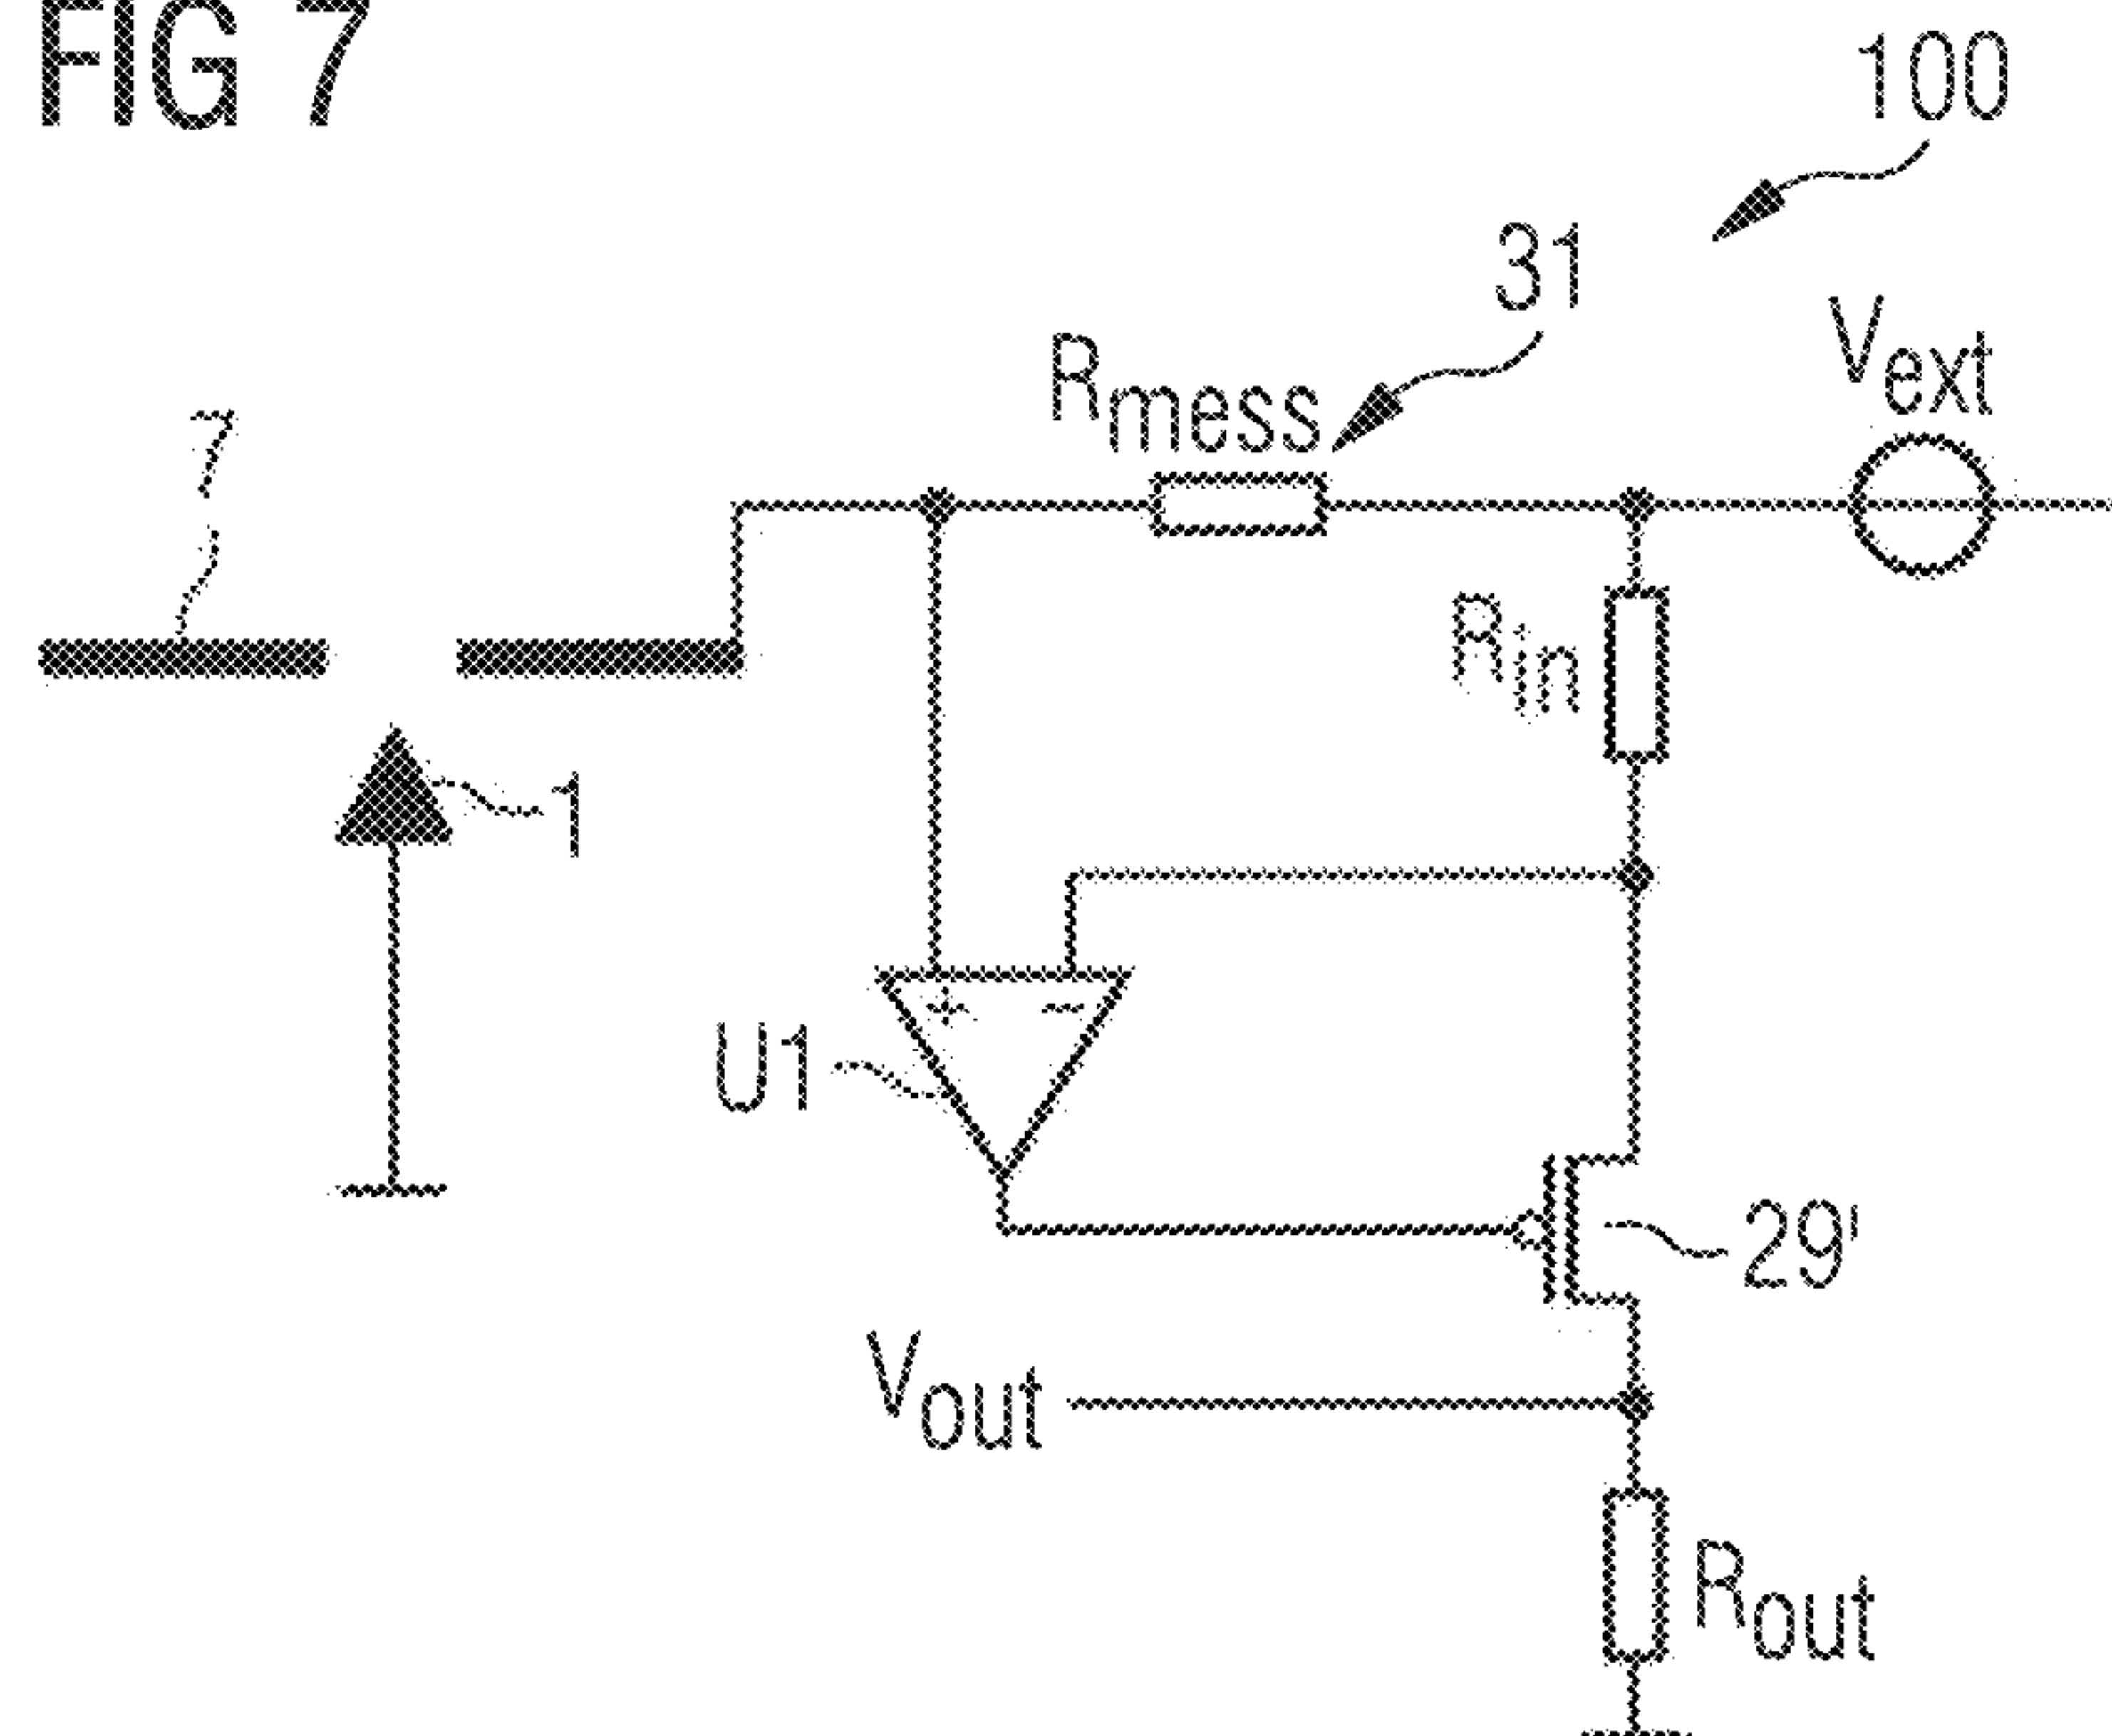 FIG 7
100
31
Rmess
Vext
7
Rin
1
+ −
U1
29'
Vout
Rout